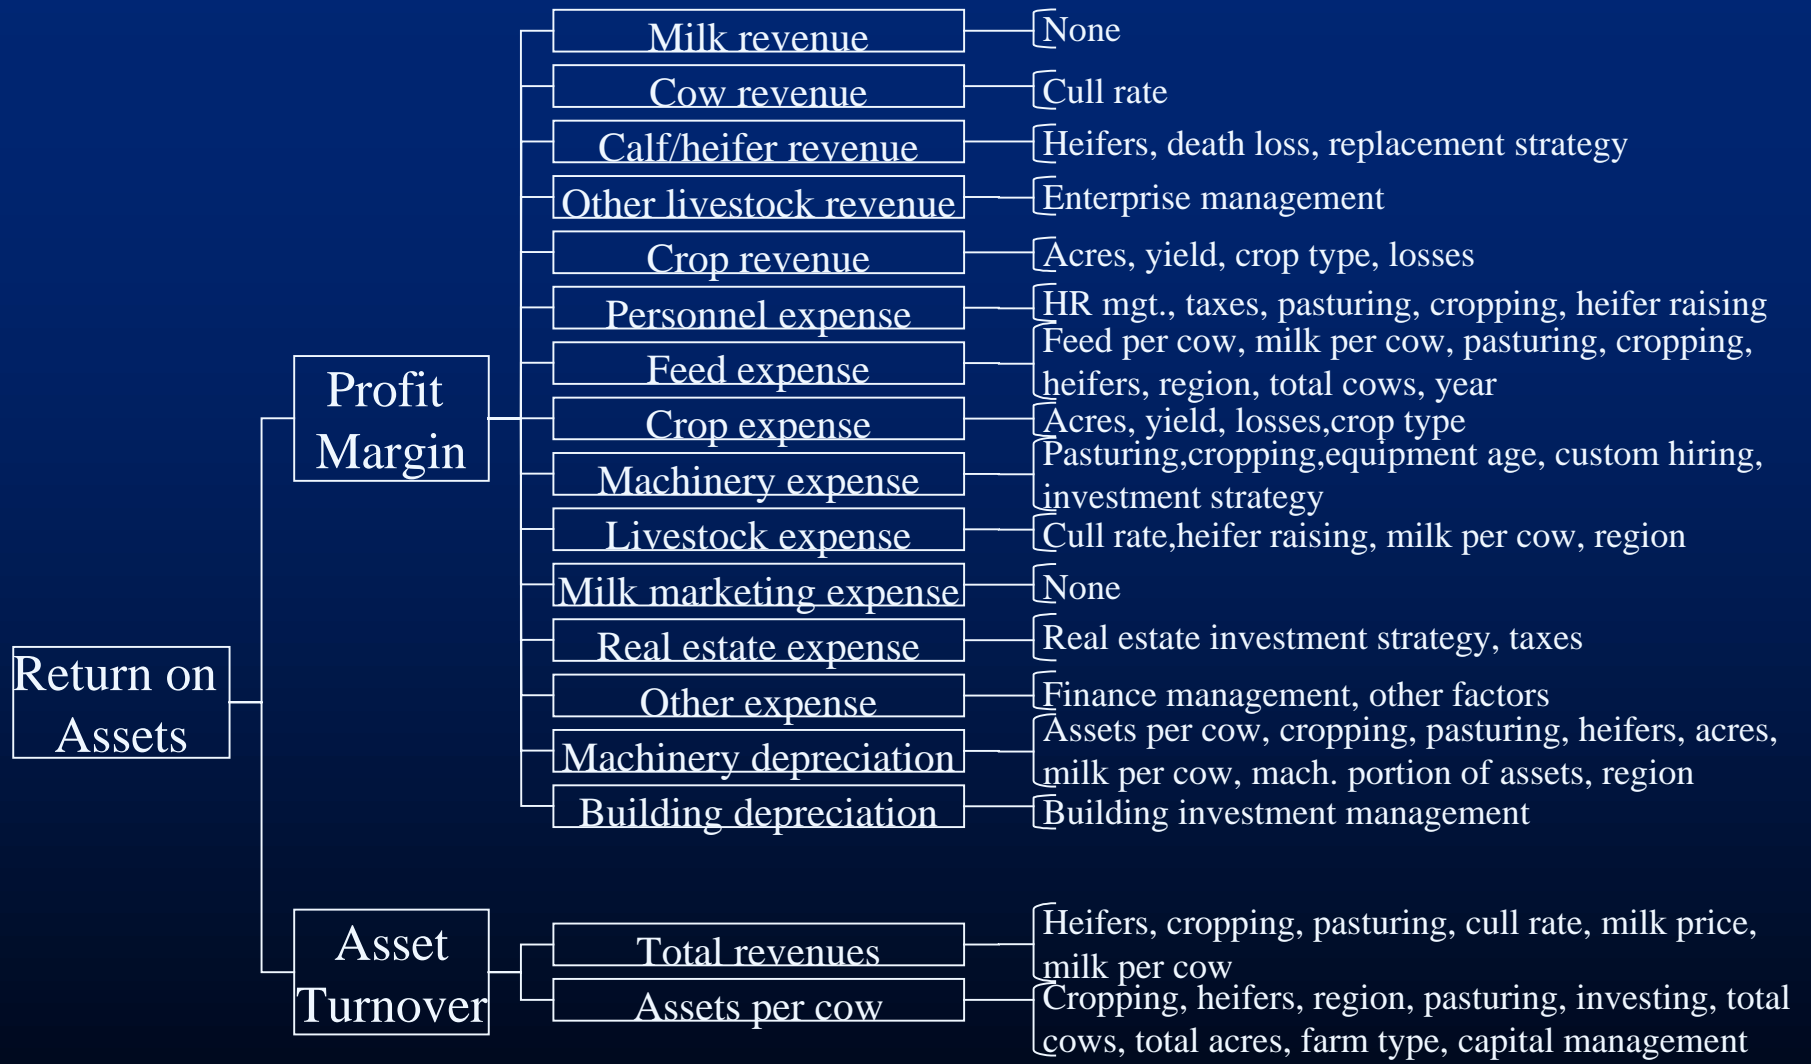 Milk revenue
None
Cow revenue
Cull rate
Calf/heifer revenue
Heifers, death loss, replacement strategy
Other livestock revenue
Enterprise management
Crop revenue
Acres, yield, crop type, losses
Personnel expense
HR mgt., taxes, pasturing, cropping, heifer raising
Feed expense
Feed per cow, milk per cow, pasturing, cropping,
heifers, region, total cows, year
Profit
Margin
Crop expense
Acres, yield, losses,crop type
Machinery expense
Pasturing,cropping,equipment age, custom hiring,
investment strategy
Livestock expense
Cull rate,heifer raising, milk per cow, region
Milk marketing expense
None
Real estate expense
Real estate investment strategy, taxes
Return on
Assets
Other expense
Finance management, other factors
Machinery depreciation
Assets per cow, cropping, pasturing, heifers, acres,
milk per cow, mach. portion of assets, region
Building depreciation
Building investment management
Asset
Turnover
Total revenues
Heifers, cropping, pasturing, cull rate, milk price,
milk per cow
Assets per cow
Cropping, heifers, region, pasturing, investing, total
cows, total acres, farm type, capital management